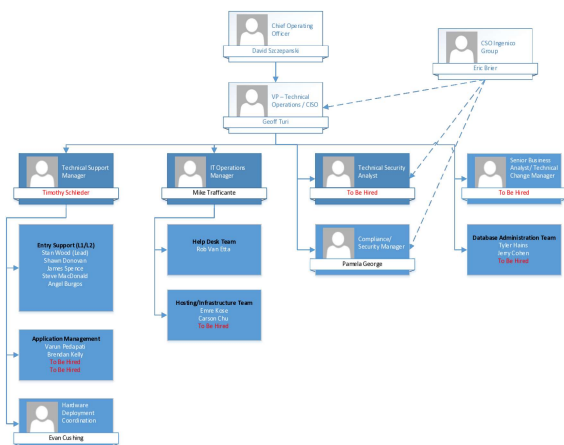 Chief Operating
Officer
David Szczepanski
CSO Ingenico
Group
Eric Brier
VP – Technical
Operations / CISO
Geoff Turi
Technical Support
Manager
Timothy Schlieder
IT Operations
Manager
Mike Trafficante
Technical Security
Analyst
To Be Hired
Senior Business
Analyst/ Technical
Change Manager
To Be Hired
Entry Support (L1/L2)
Stan Wood (Lead)
Shawn Donovan
James Spence
Steve MacDonald
Angel Burgos
Help Desk Team
Rob Van Etta
Compliance/
Security Manager
Pamela George
Database Administration Team
Tyler Hains
Jerry Cohen
To Be Hired
Hosting/Infrastructure Team
Emre Kose
Carson Chu
To Be Hired
Application Management
Varun Pedapati
Brendan Kelly
To Be Hired
To Be Hired
Hardware
Deployment
Coordination
Evan Cushing